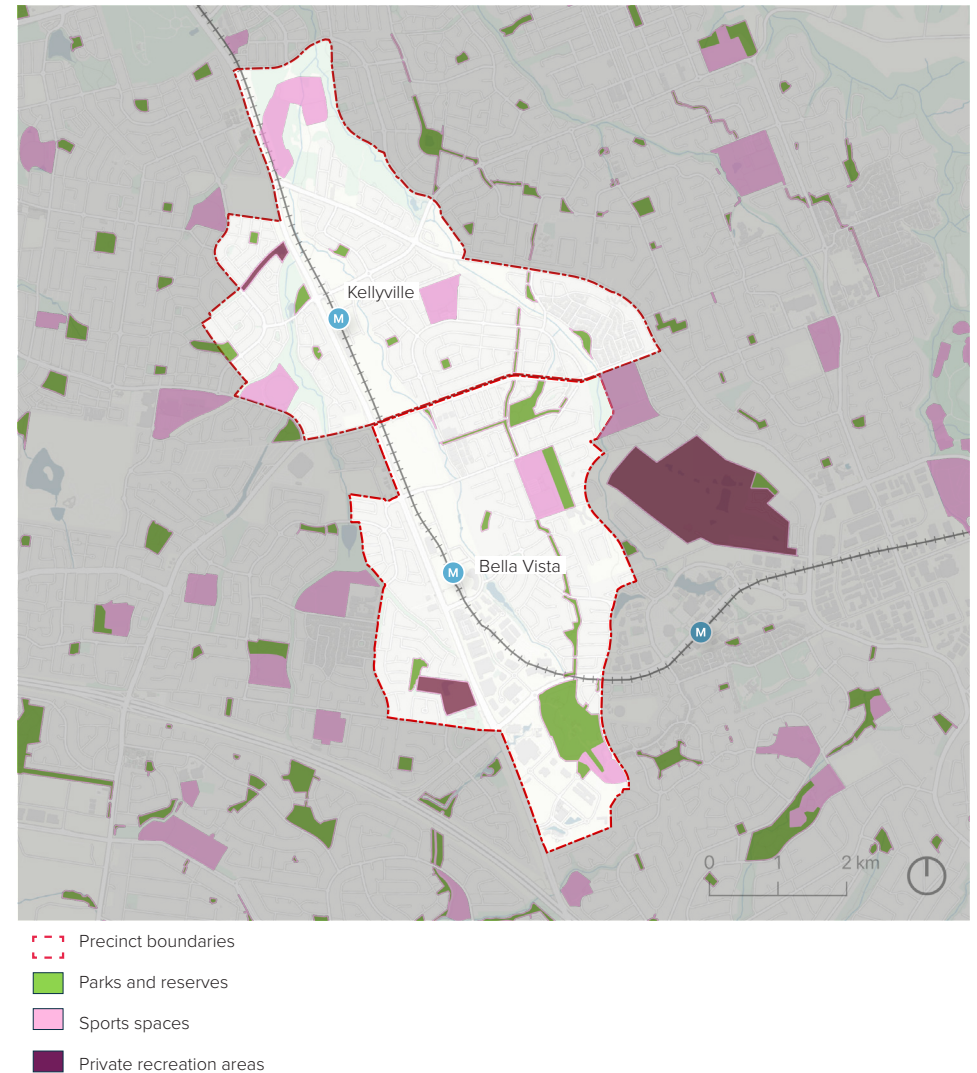 Kellyville
M
M
Bella Vista
M
0 1 2 km
Precinct boundaries
Parks and reserves
Sports spaces
Private recreation areas